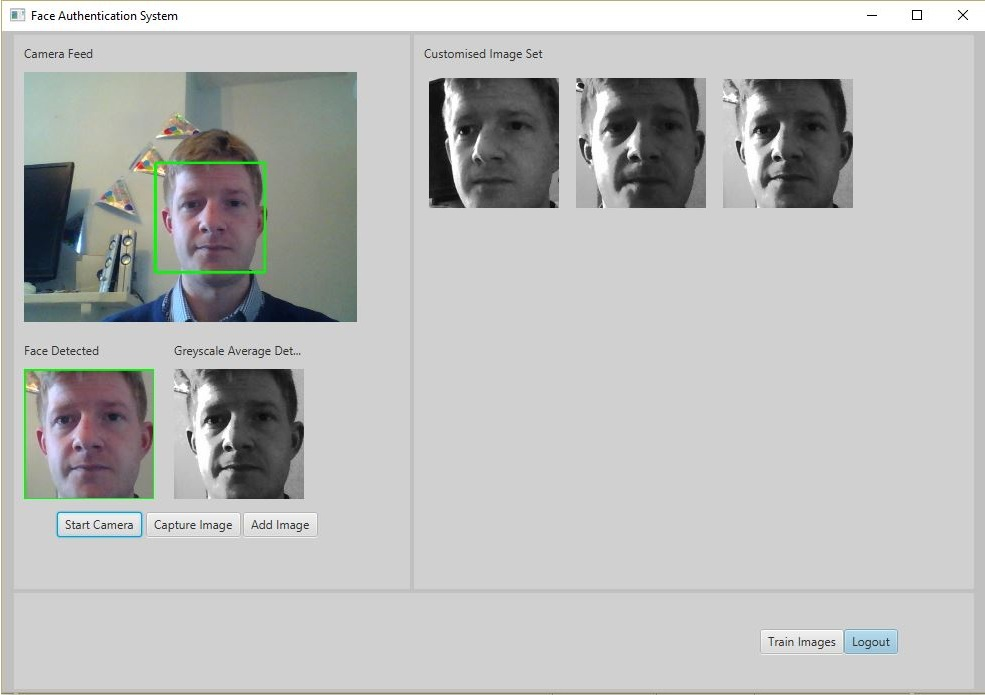 Face Authentication System
Camera Feed
Customised Image Set
Face Detected
Greyscale Average Det...
Start Camera
Capture Image
Add Image
Train Images
Logout